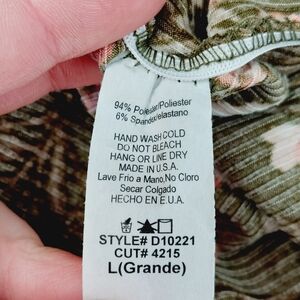 94% Polyester/Poliester
6% Spandex/elastano
HAND WASH COLD
DO NOT BLEACH
HANG OR LINE DRY
MADE IN U.S.A.
Lave Frio a Mano, No Cloro
Secar Colgado
HECHO EN E.U.A.
STYLE# D10221
CUT# 4215
L(Grande)